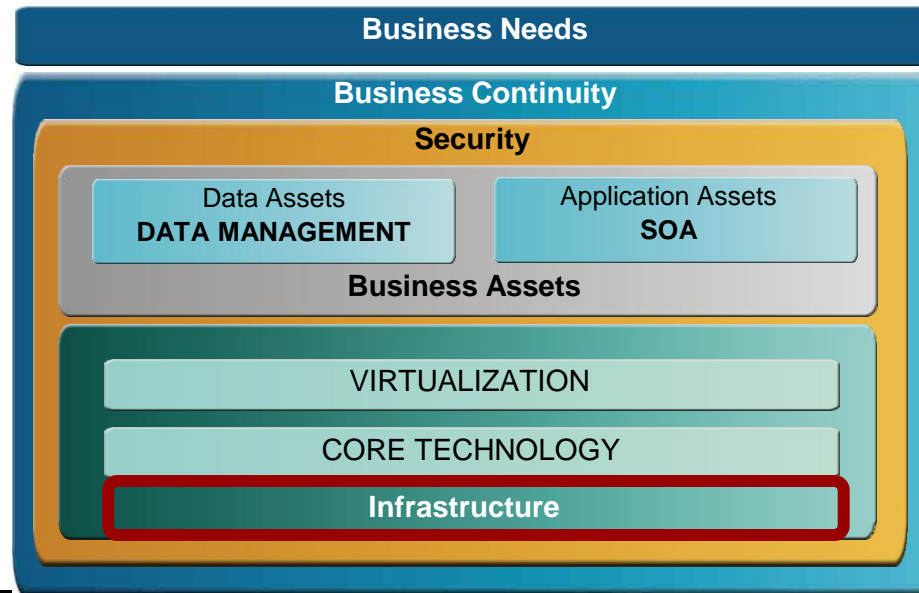 Business Needs
Business Continuity
Security
Data Assets
DATA MANAGEMENT
Application Assets
SOA
Business Assets
VIRTUALIZATION
CORE TECHNOLOGY
Infrastructure